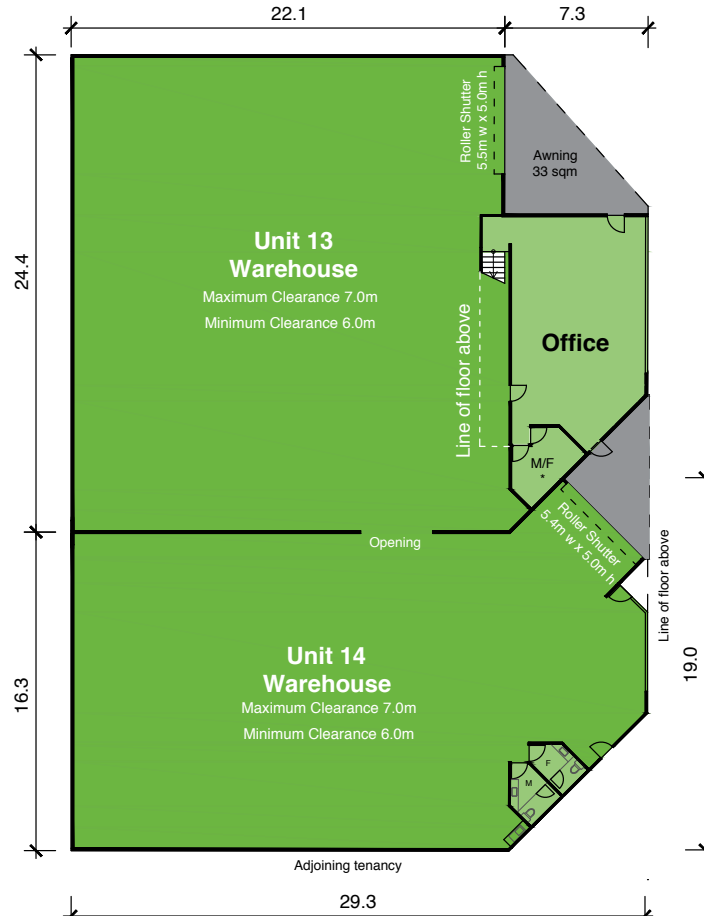 22.1
7.3
Roller Shutter
5.5m w x 5.0m h
Awning
33 sqm
Unit 13
Warehouse
Maximum Clearance 7.0m
Minimum Clearance 6.0m
24.4
Line of floor above
Office
M/F
*
Roller Shutter
5.4m w x 5.0m h
Opening
Line of floor above
Unit 14
Warehouse
Maximum Clearance 7.0m
Minimum Clearance 6.0m
16.3
19.0
F
M
Adjoining tenancy
29.3